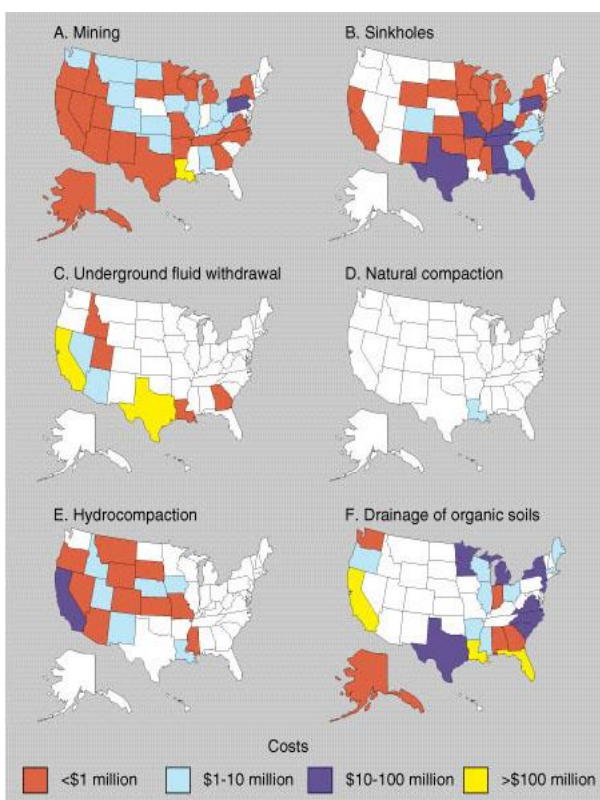 A. Mining
B. Sinkholes
C. Underground fluid withdrawal
D. Natural compaction
E. Hydrocompaction
F. Drainage of organic soils
Costs
<$1 million
$1-10 million
$10-100 million
>$100 million